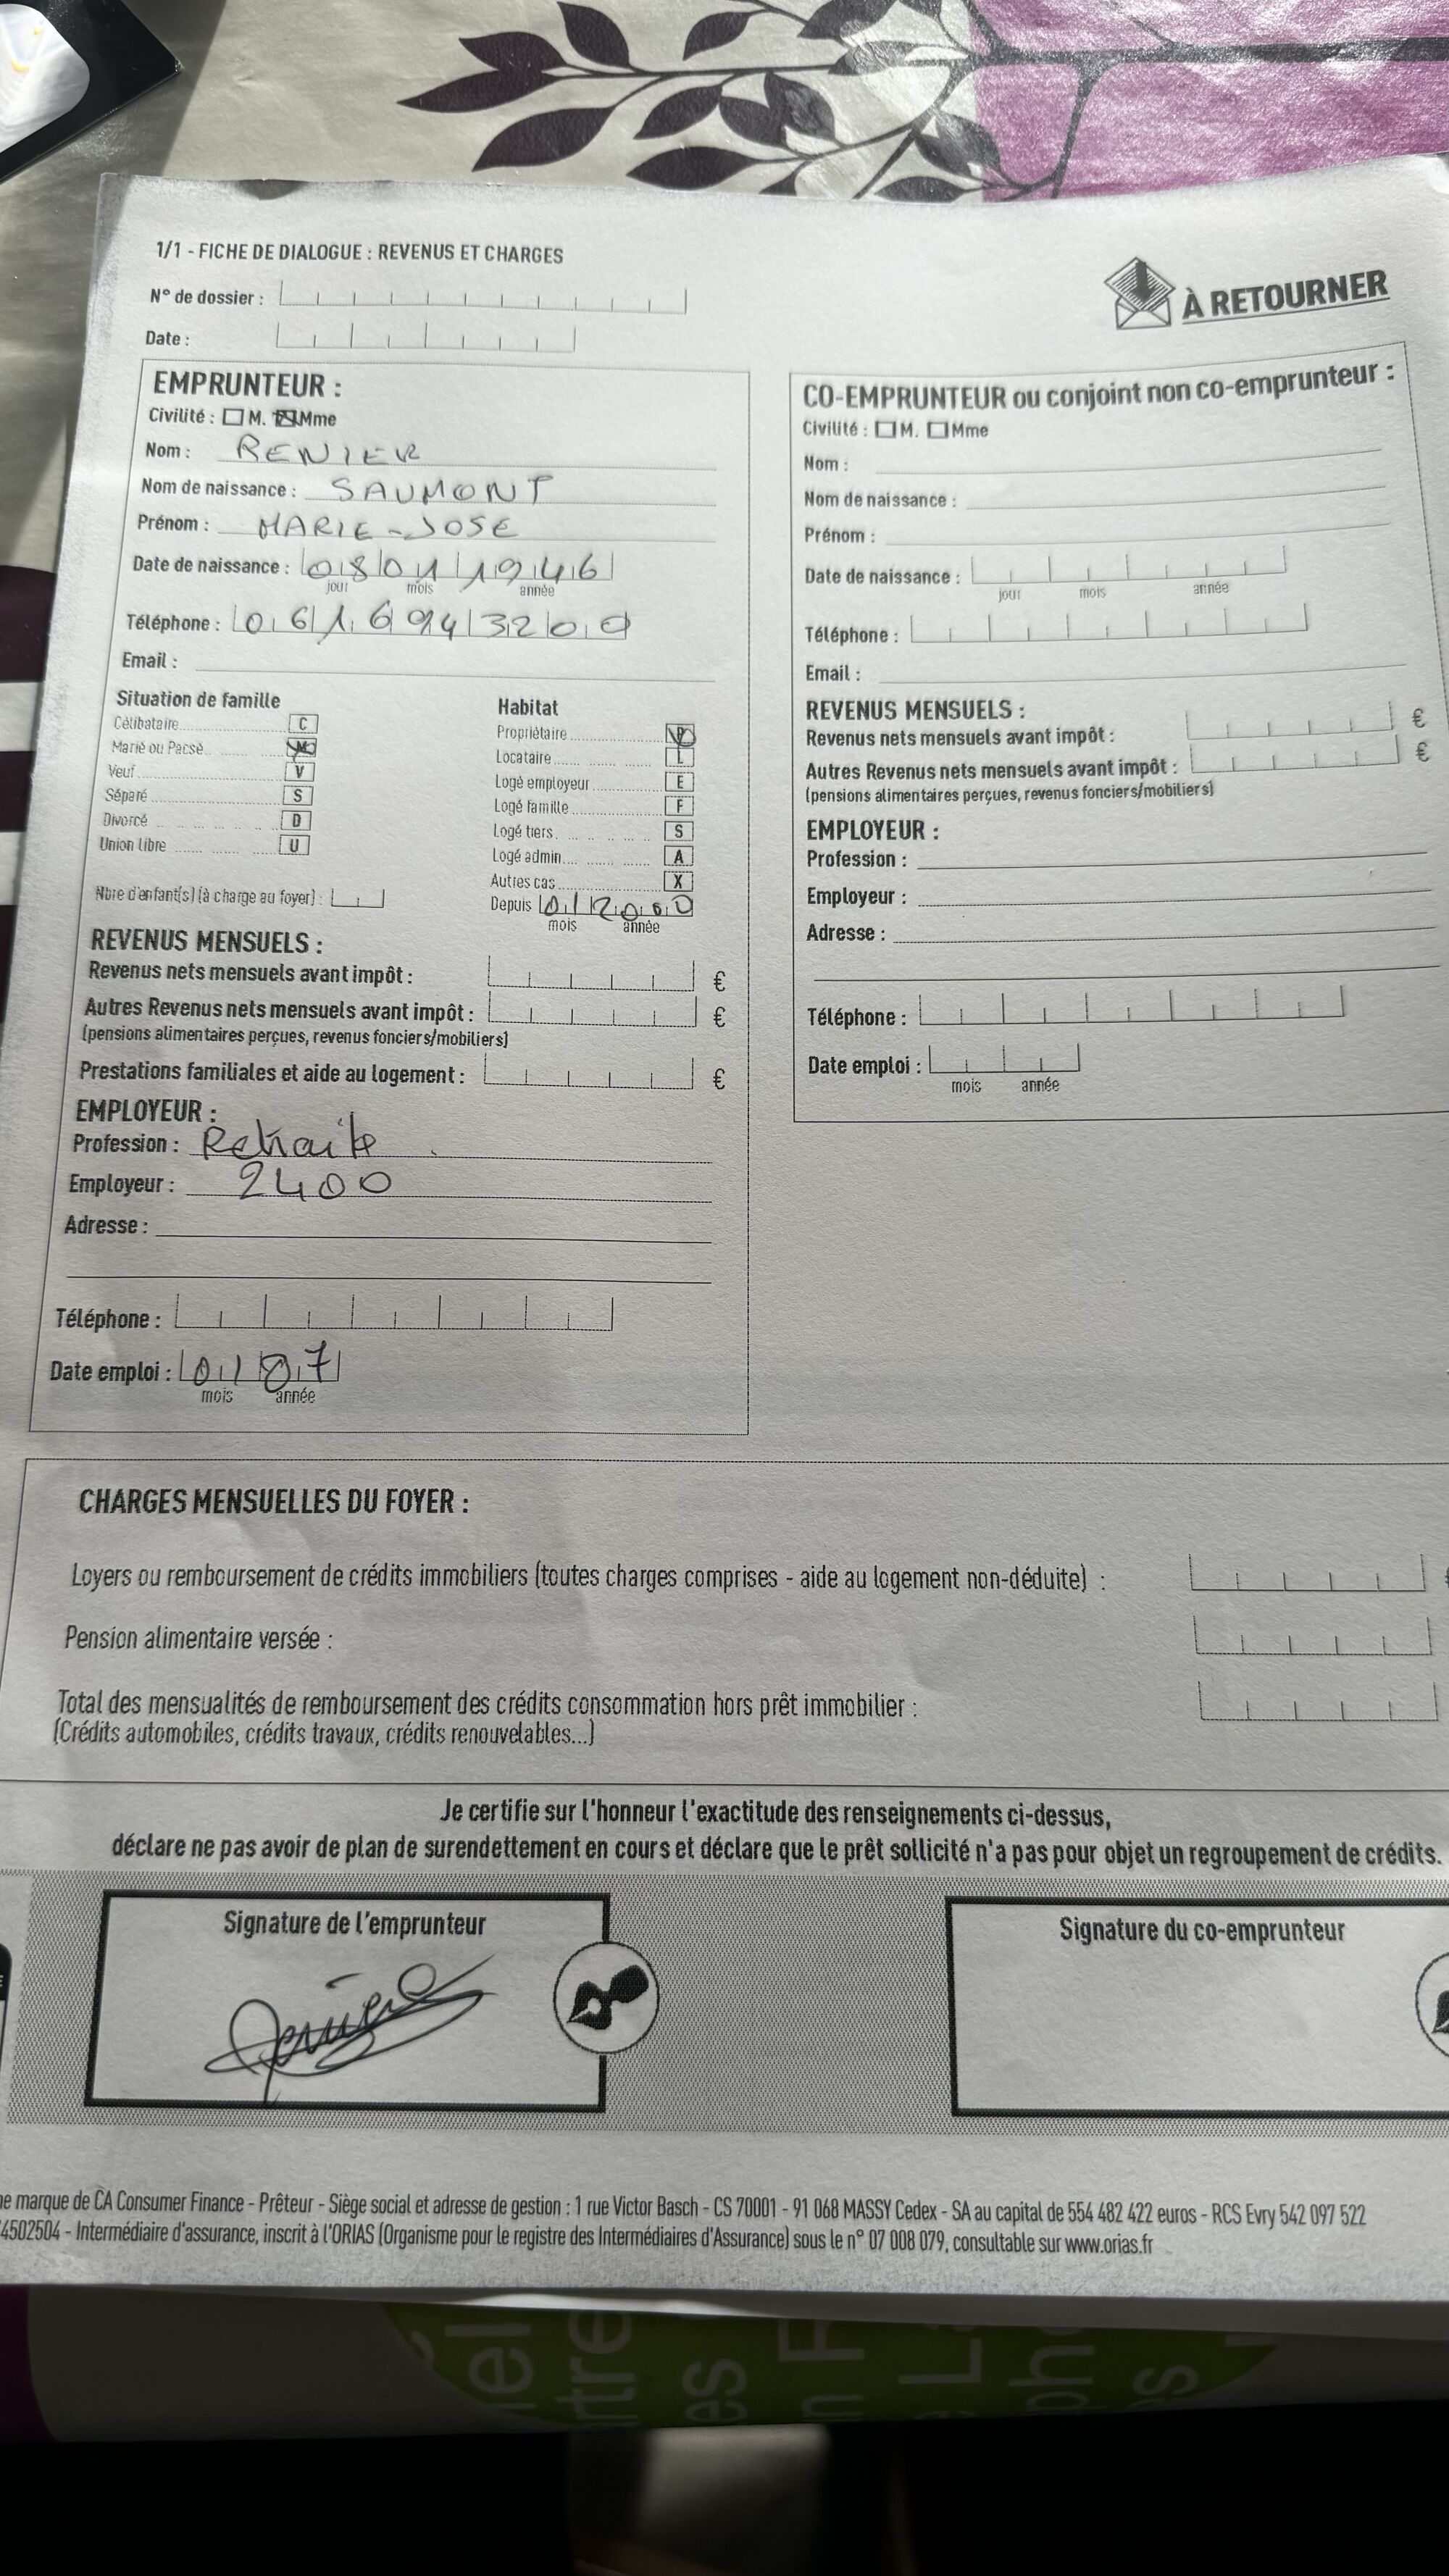 1/1 - FICHE DE DIALOGUE : REVENUS ET CHARGES
N° de dossier :
Date :
À RETOURNER
EMPRUNTEUR :
Civilité : M. Mme
Nom : RENIER
Nom de naissance : SAUMONT
Prénom : MARIE-JOSE
Date de naissance : 08 01 1946
jour mois année
Téléphone : 06 16 94 32 00
Email :
Situation de famille
Célibataire C
Marié ou Pacsé M
Veuf V
Séparé S
Divorcé D
Union libre U
Nbre d'enfant(s) (à charge au foyer) :
Habitat
Propriétaire P
Locataire L
Logé employeur E
Logé famille F
Logé tiers S
Logé admin. A
Autres cas X
Depuis 01 2000
mois année
REVENUS MENSUELS :
Revenus nets mensuels avant impôt : €
Autres Revenus nets mensuels avant impôt : €
(pensions alimentaires perçues, revenus fonciers/mobiliers)
Prestations familiales et aide au logement : €
EMPLOYEUR :
Profession : Retraite
Employeur : 2400
Adresse :
Téléphone :
Date emploi : 01 07
mois année
CO-EMPRUNTEUR ou conjoint non co-emprunteur :
Civilité : M. Mme
Nom :
Nom de naissance :
Prénom :
Date de naissance :
jour mois année
Téléphone :
Email :
REVENUS MENSUELS :
Revenus nets mensuels avant impôt : €
Autres Revenus nets mensuels avant impôt : €
(pensions alimentaires perçues, revenus fonciers/mobiliers)
EMPLOYEUR :
Profession :
Employeur :
Adresse :
Téléphone :
Date emploi :
mois année
CHARGES MENSUELLES DU FOYER :
Loyers ou remboursement de crédits immobiliers (toutes charges comprises - aide au logement non-déduite) :
Pension alimentaire versée :
Total des mensualités de remboursement des crédits consommation hors prêt immobilier :
(Crédits automobiles, crédits travaux, crédits renouvelables...)
Je certifie sur l'honneur l'exactitude des renseignements ci-dessus,
déclare ne pas avoir de plan de surendettement en cours et déclare que le prêt sollicité n'a pas pour objet un regroupement de crédits.
Signature de l'emprunteur
Signature du co-emprunteur
marque de CA Consumer Finance - Prêteur - Siège social et adresse de gestion : 1 rue Victor Basch - CS 70001 - 91 068 MASSY Cedex - SA au capital de 554 482 422 euros - RCS Evry 542 097 522
4502504 - Intermédiaire d'assurance, inscrit à l'ORIAS (Organisme pour le registre des Intermédiaires d'Assurance) sous le n° 07 008 079, consultable sur www.orias.fr